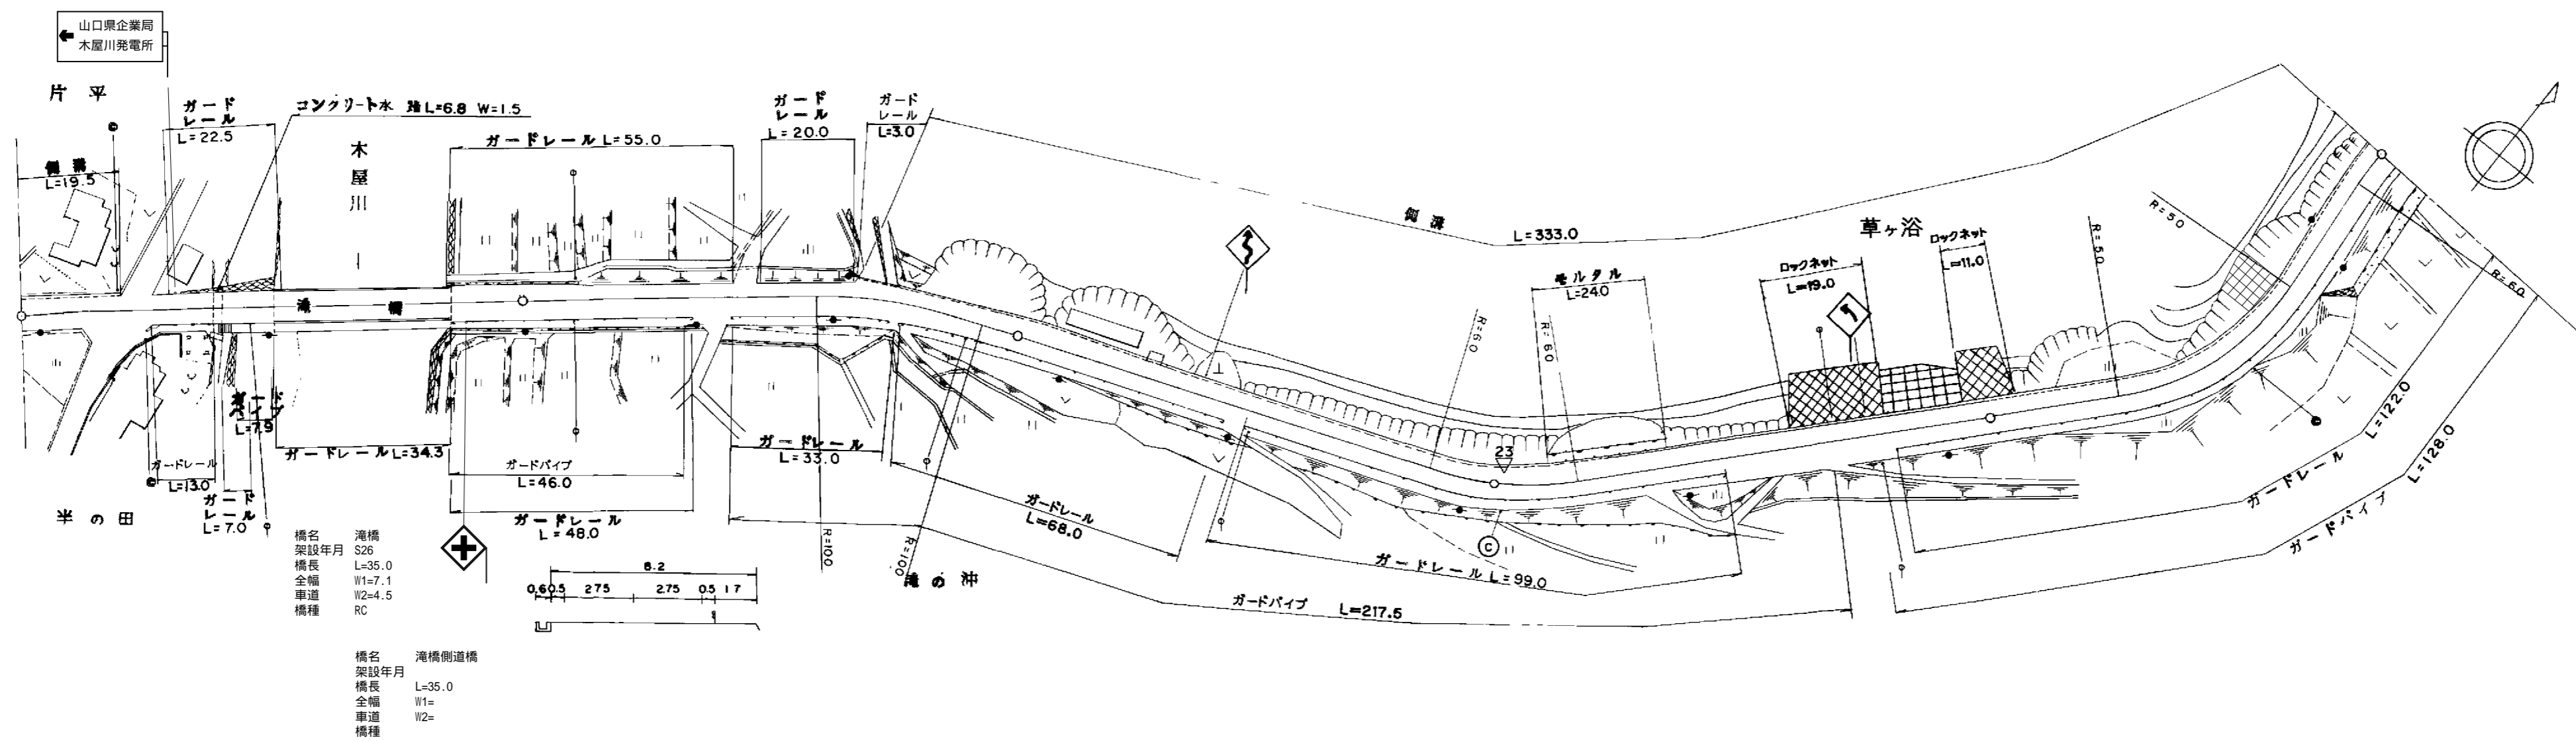 山口県企業局
木屋川発電所
片平
ガード
レール
L=22.5
コンクリート水路 L=6.8 W=1.5
側溝
L=19.5
木屋川
ガードレール L=55.0
ガード
レール
L=20.0
ガード
レール
L=3.0
側溝 L=333.0
滝橋
モルタル
L=24.0
草ヶ浴
ロックネット
L=19.0
ロックネット
L=11.0
R=50
R=50
R=60
R=60
R=60
23
C
ガード
パイプ
L=7.9
ガードレール
L=13.0
ガード
レール
L=7.0
ガードレール L=34.3
ガードパイプ
L=46.0
ガードレール
L=48.0
ガードレール
L=33.0
R=100
R=100
ガードレール
L=68.0
ガードレール L=99.0
ガードパイプ L=217.5
ガードレール L=122.0
ガードパイプ L=128.0
半の田
滝の沖
橋名 滝橋
架設年月 S26
橋長 L=35.0
全幅 W1=7.1
車道 W2=4.5
橋種 RC
8.2
0.6 0.5 2.75 2.75 0.5 1.7
橋名 滝橋側道橋
架設年月
橋長 L=35.0
全幅 W1=
車道 W2=
橋種